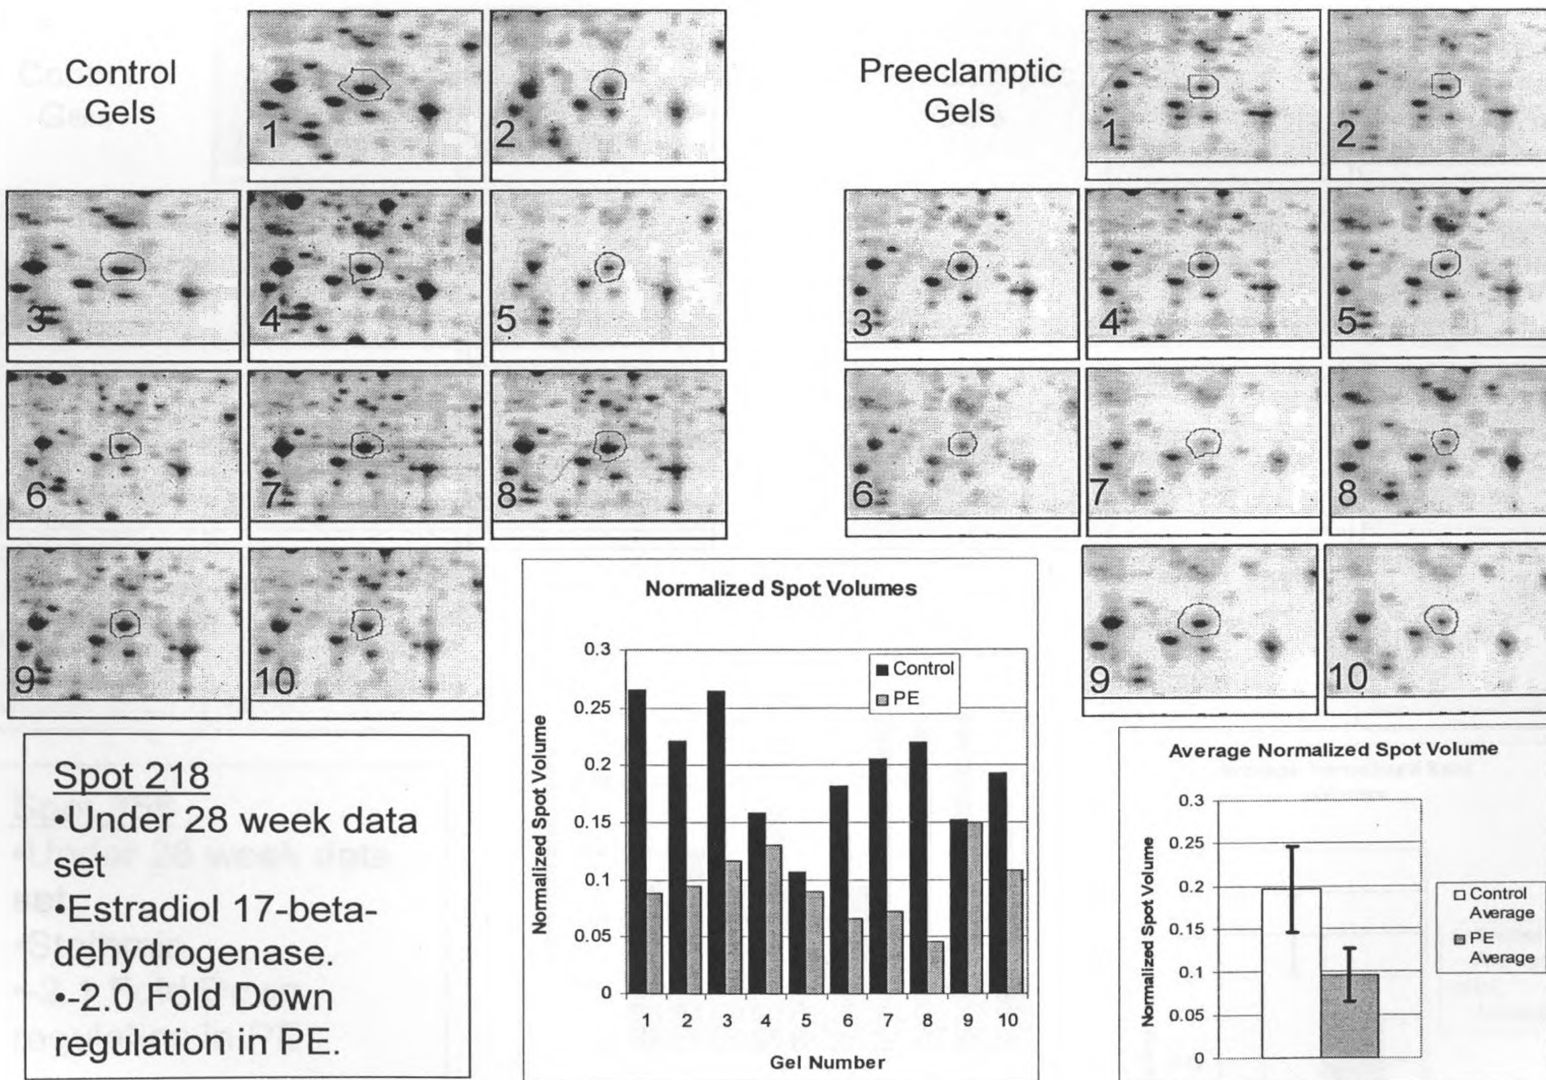 Control
Gels
1
2
3
4
5
6
7
8
9
10
Preeclamptic
Gels
1
2
3
4
5
6
7
8
9
10
Spot 218
•Under 28 week data
set
•Estradiol 17-beta-
dehydrogenase.
•-2.0 Fold Down
regulation in PE.
Normalized Spot Volumes
Normalized Spot Volume
0.3
0.25
0.2
0.15
0.1
0.05
0
Control
PE
1 2 3 4 5 6 7 8 9 10
Gel Number
Average Normalized Spot Volume
Normalized Spot Volume
0.3
0.25
0.2
0.15
0.1
0.05
0
Control
Average
PE
Average